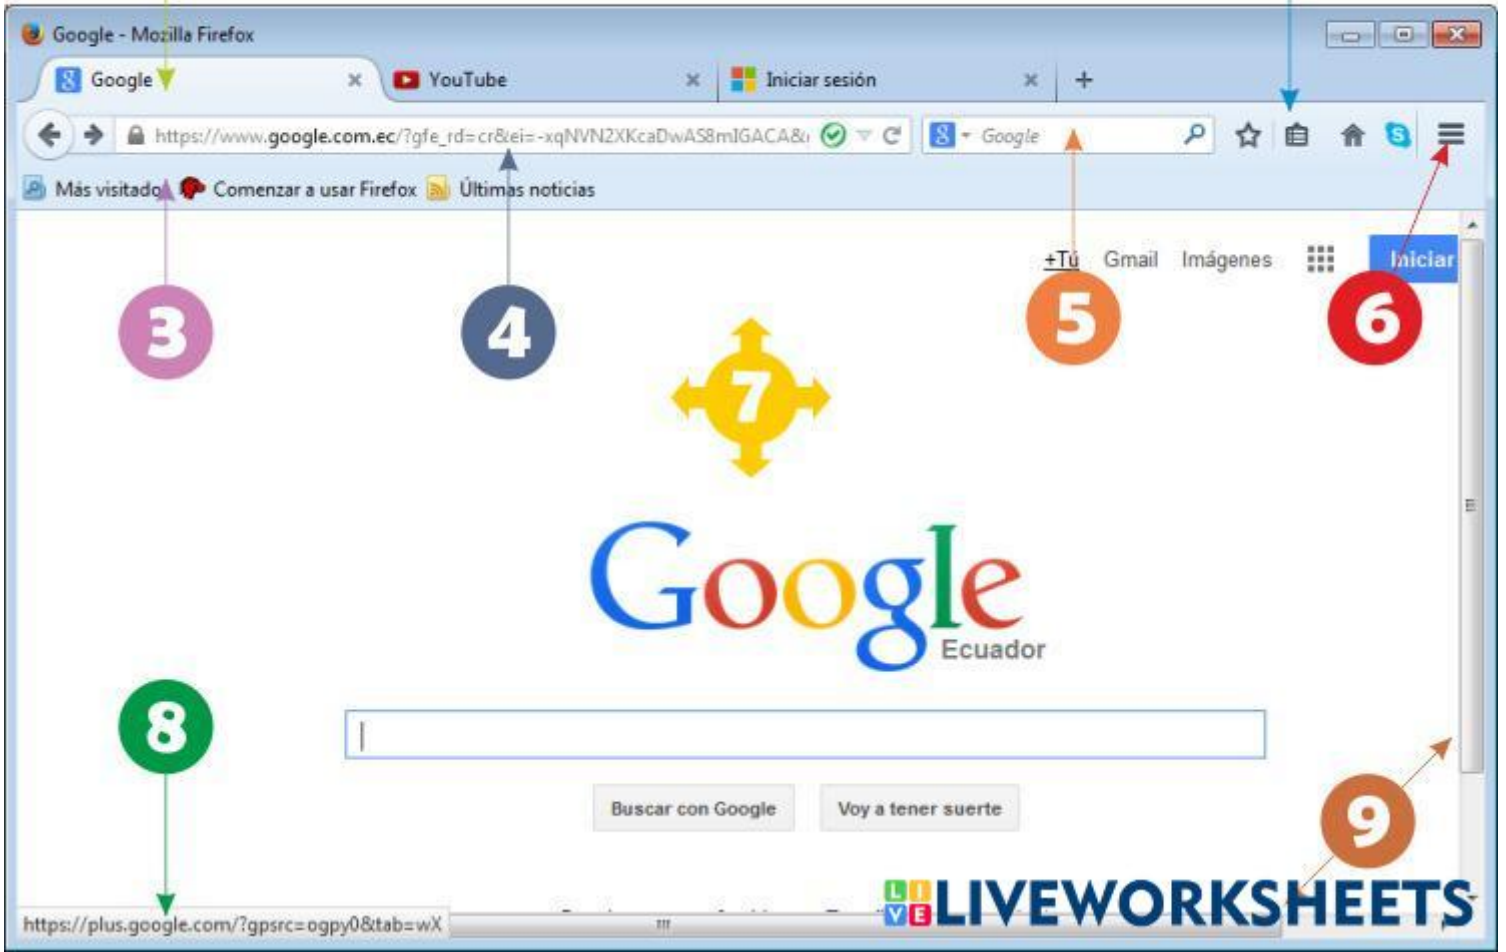 Google - Mozilla Firefox
Google YouTube Iniciar sesión
https://www.google.com.ec/?gfe_rd=cr&ei=-xqNVN2XKcaDwAS8mIGACA& Google
Más visitados Comenzar a usar Firefox Últimas noticias
+Tú Gmail Imágenes Iniciar
3 4 5 6
7
Google
Ecuador
8
Buscar con Google Voy a tener suerte
9
LIVEWORKSHEETS
https://plus.google.com/?gpsrc=ogpy0&tab=wX